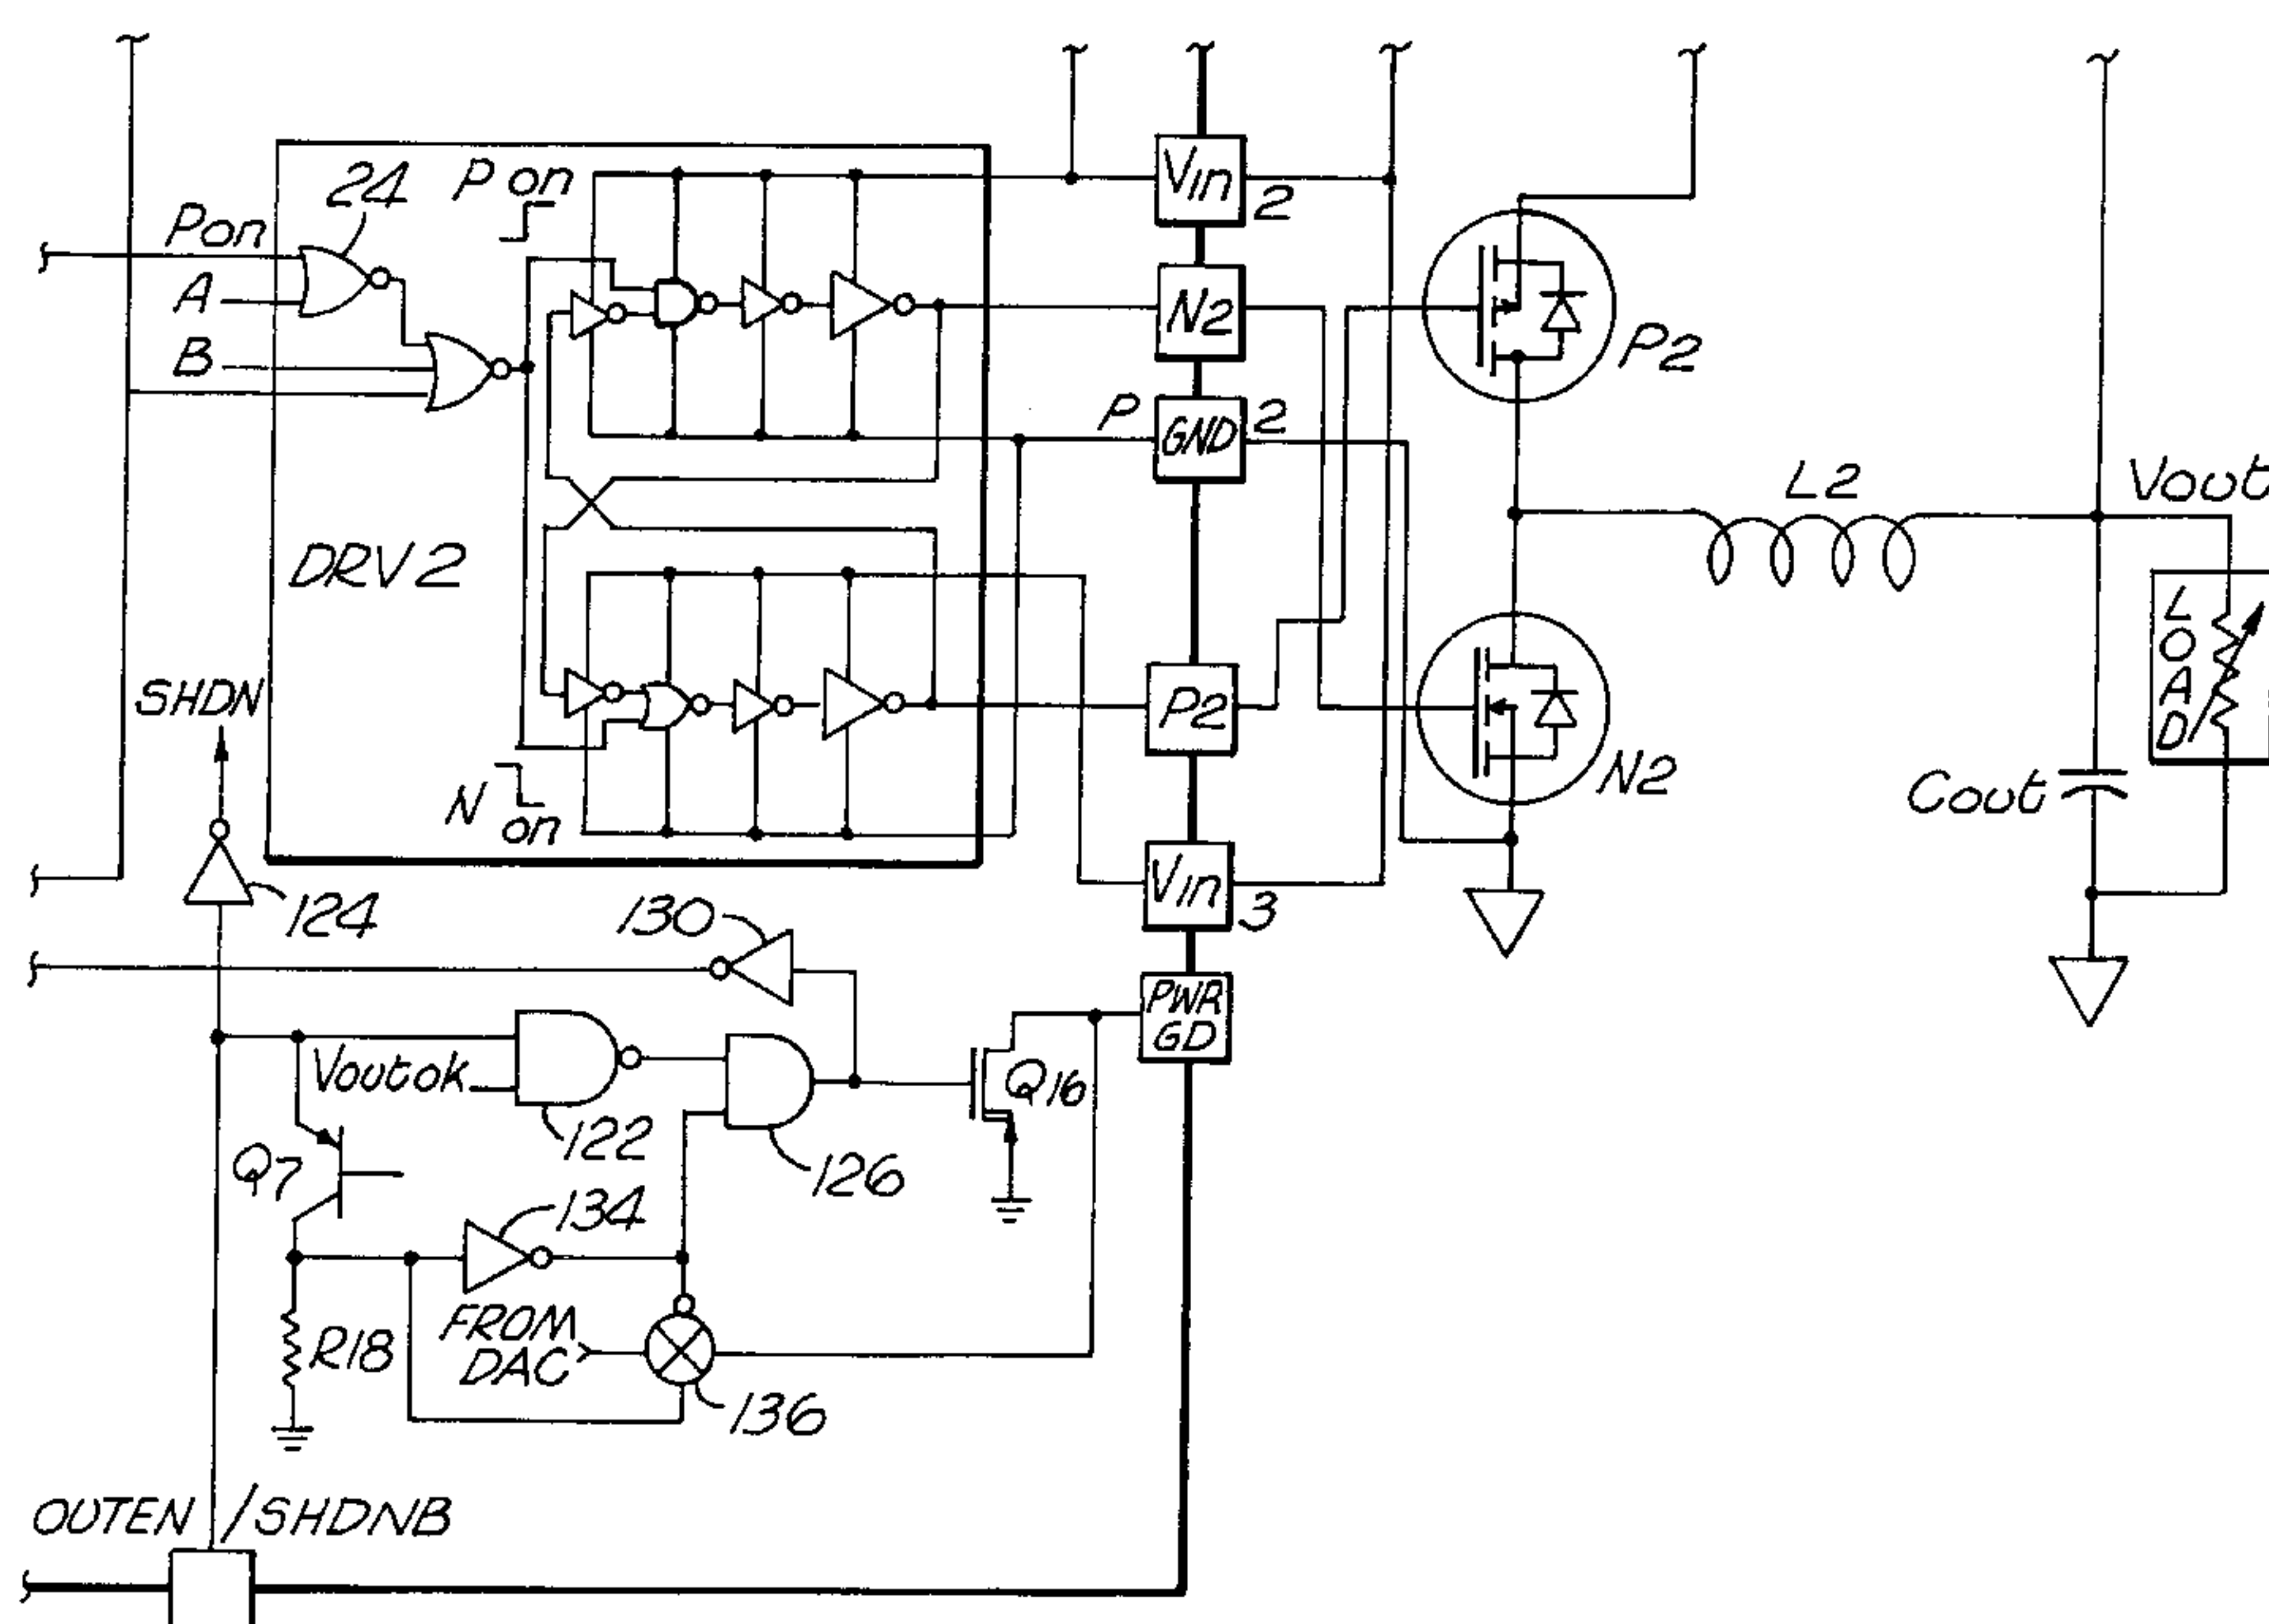 24
P on
Pon
A
B
Vin
2
N2
P
GND
2
P2
L2
Vout
DRV2
SHDN
P2
N2
LOAD
Cout
N
on
124
130
Vin
3
PWR
GD
Voutok
122
126
Q16
Q7
134
R18
FROM
DAC
136
OUTEN/SHDNB